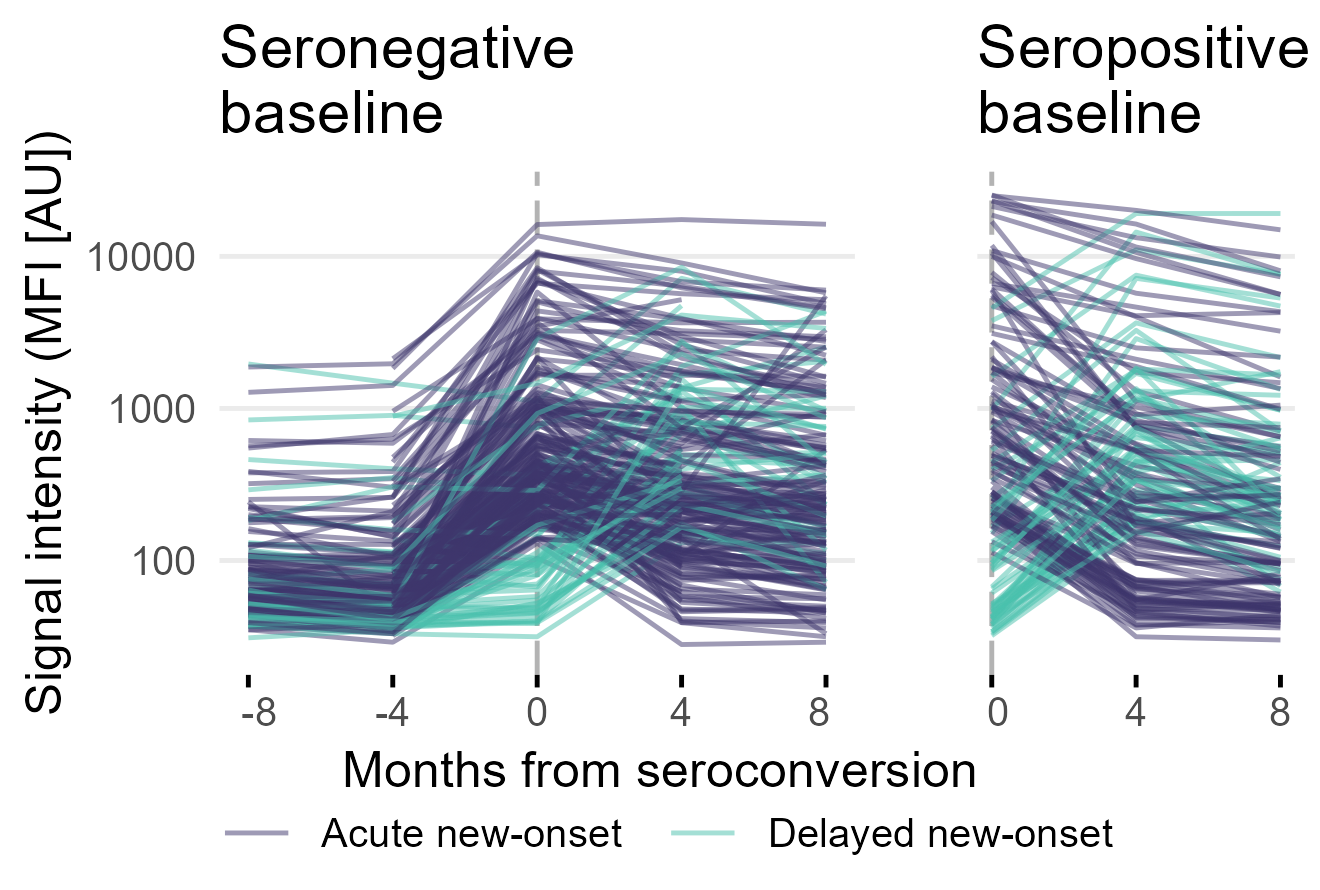 Seronegative
baseline
Seropositive
baseline
Signal intensity (MFI [AU])
10000
1000
100
-8 -4 0 4 8
0 4 8
Months from seroconversion
Acute new-onset Delayed new-onset